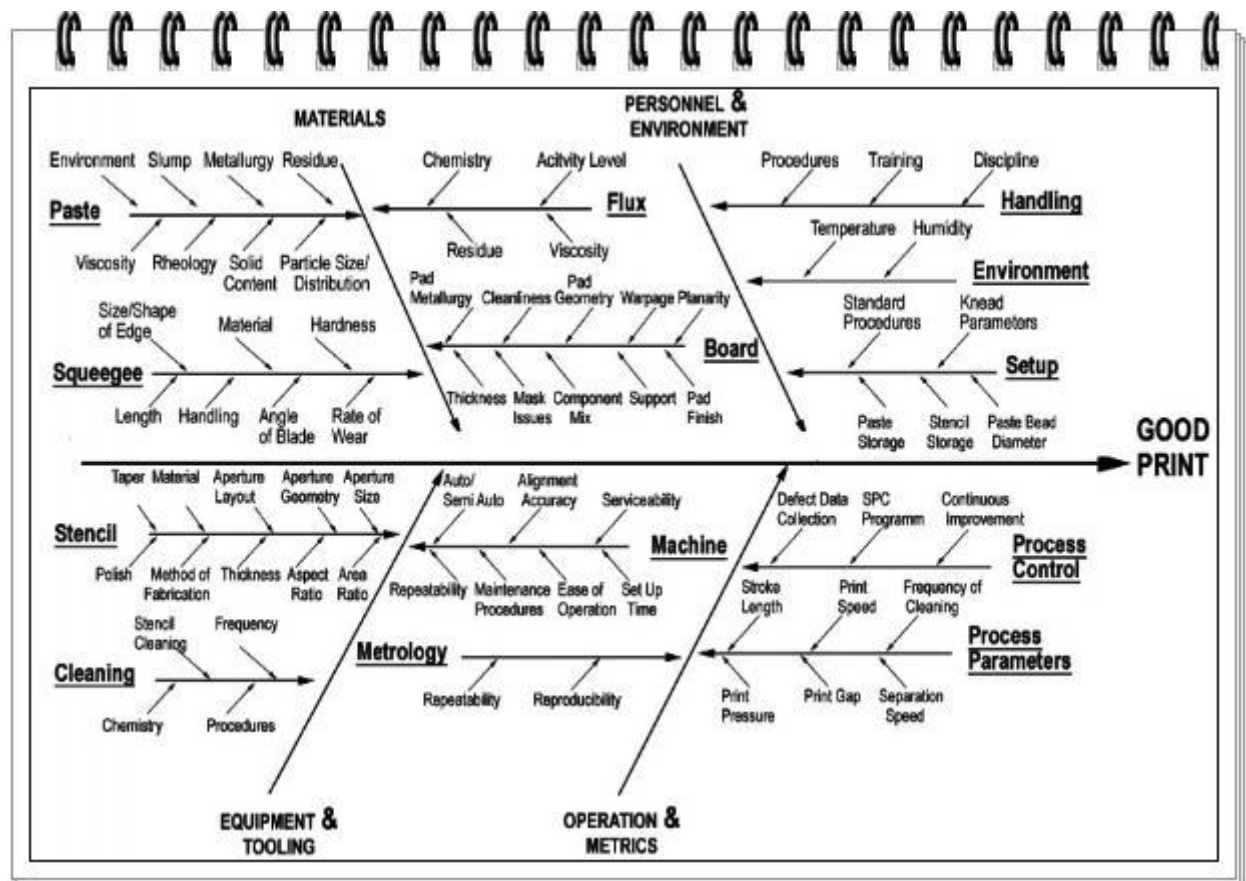 MATERIALS
PERSONNEL &
ENVIRONMENT
Environment Slump Metallurgy Residue
Paste
Viscosity Rheology Solid
Content
Particle Size/
Distribution
Chemistry Acitvity Level
Flux
Residue Viscosity
Procedures Training Discipline
Handling
Temperature Humidity
Environment
Size/Shape
of Edge
Material Hardness
Squeegee
Length Handling Angle
of Blade
Rate of
Wear
Pad
Metallurgy
Cleanliness
Pad
Geometry
Warpage Planarity
Board
Thickness Mask
Issues
Component
Mix
Support Pad
Finish
Standard
Procedures
Knead
Parameters
Setup
Paste
Storage
Stencil
Storage
Paste Bead
Diameter
GOOD
PRINT
Taper Material Aperture
Layout
Aperture
Geometry
Aperture
Size
Stencil
Polish Method of
Fabrication
Thickness Aspect
Ratio
Area
Ratio
Auto/
Semi Auto
Alignment
Accuracy
Serviceability
Machine
Repeatability Maintenance
Procedures
Ease of
Operation
Set Up
Time
Defect Data
Collection
SPC
Programm
Continuous
Improvement
Process
Control
Stencil
Cleaning
Frequency
Cleaning
Chemistry Procedures
Metrology
Repeatability Reproducibility
Stroke
Length
Print
Speed
Frequency of
Cleaning
Process
Parameters
Print
Pressure
Print Gap Separation
Speed
EQUIPMENT &
TOOLING
OPERATION &
METRICS